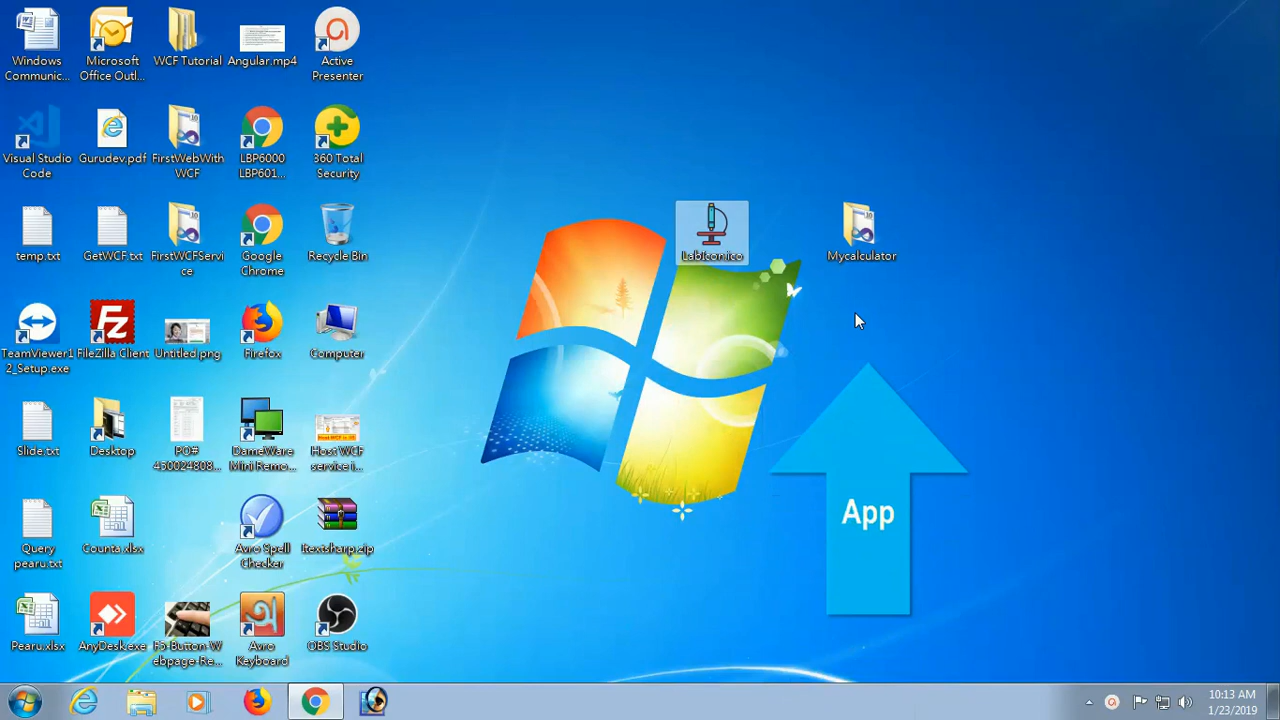 Windows
Communic...
Microsoft
Office Outl...
WCF Tutorial
Angular.mp4
Active
Presenter
Visual Studio
Code
Gurudev.pdf
FirstWebWith
WCF
LBP6000
LBP601...
360 Total
Security
temp.txt
GetWCF.txt
FirstWCFServi
ce
Google
Chrome
Recycle Bin
LabIcon.ico
Mycalculator
TeamViewer1
2_Setup.exe
FileZilla Client
Untitled.png
Firefox
Computer
Slide.txt
Desktop
PO#
450024808...
DameWare
Mini Remo...
Host WCF
service i...
App
Query
pearu.txt
Counta.xlsx
Avro Spell
Checker
Itextsharp.zip
Pearu.xlsx
AnyDesk.exe
F5-Button-W
ebpage-Re...
Avro
Keyboard
OBS Studio
10:13 AM
1/23/2019